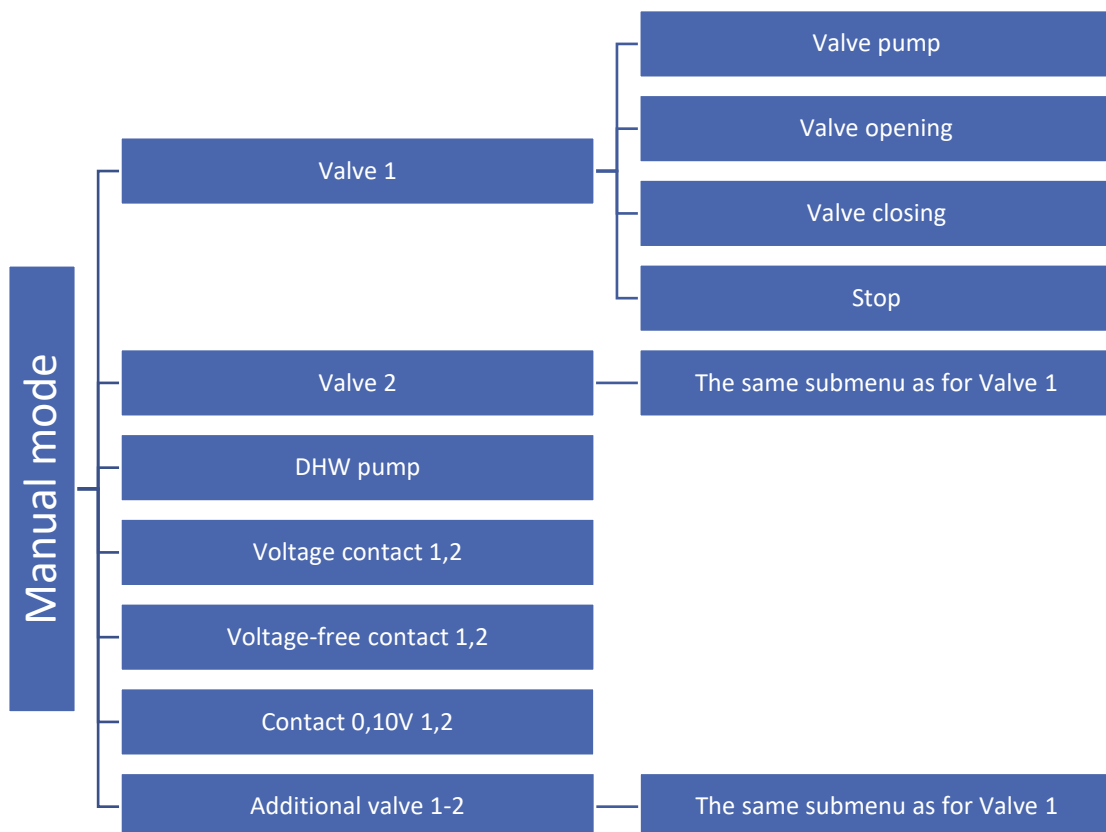 Manual mode
Valve 1
Valve pump
Valve opening
Valve closing
Stop
Valve 2
The same submenu as for Valve 1
DHW pump
Voltage contact 1,2
Voltage-free contact 1,2
Contact 0,10V 1,2
Additional valve 1-2
The same submenu as for Valve 1